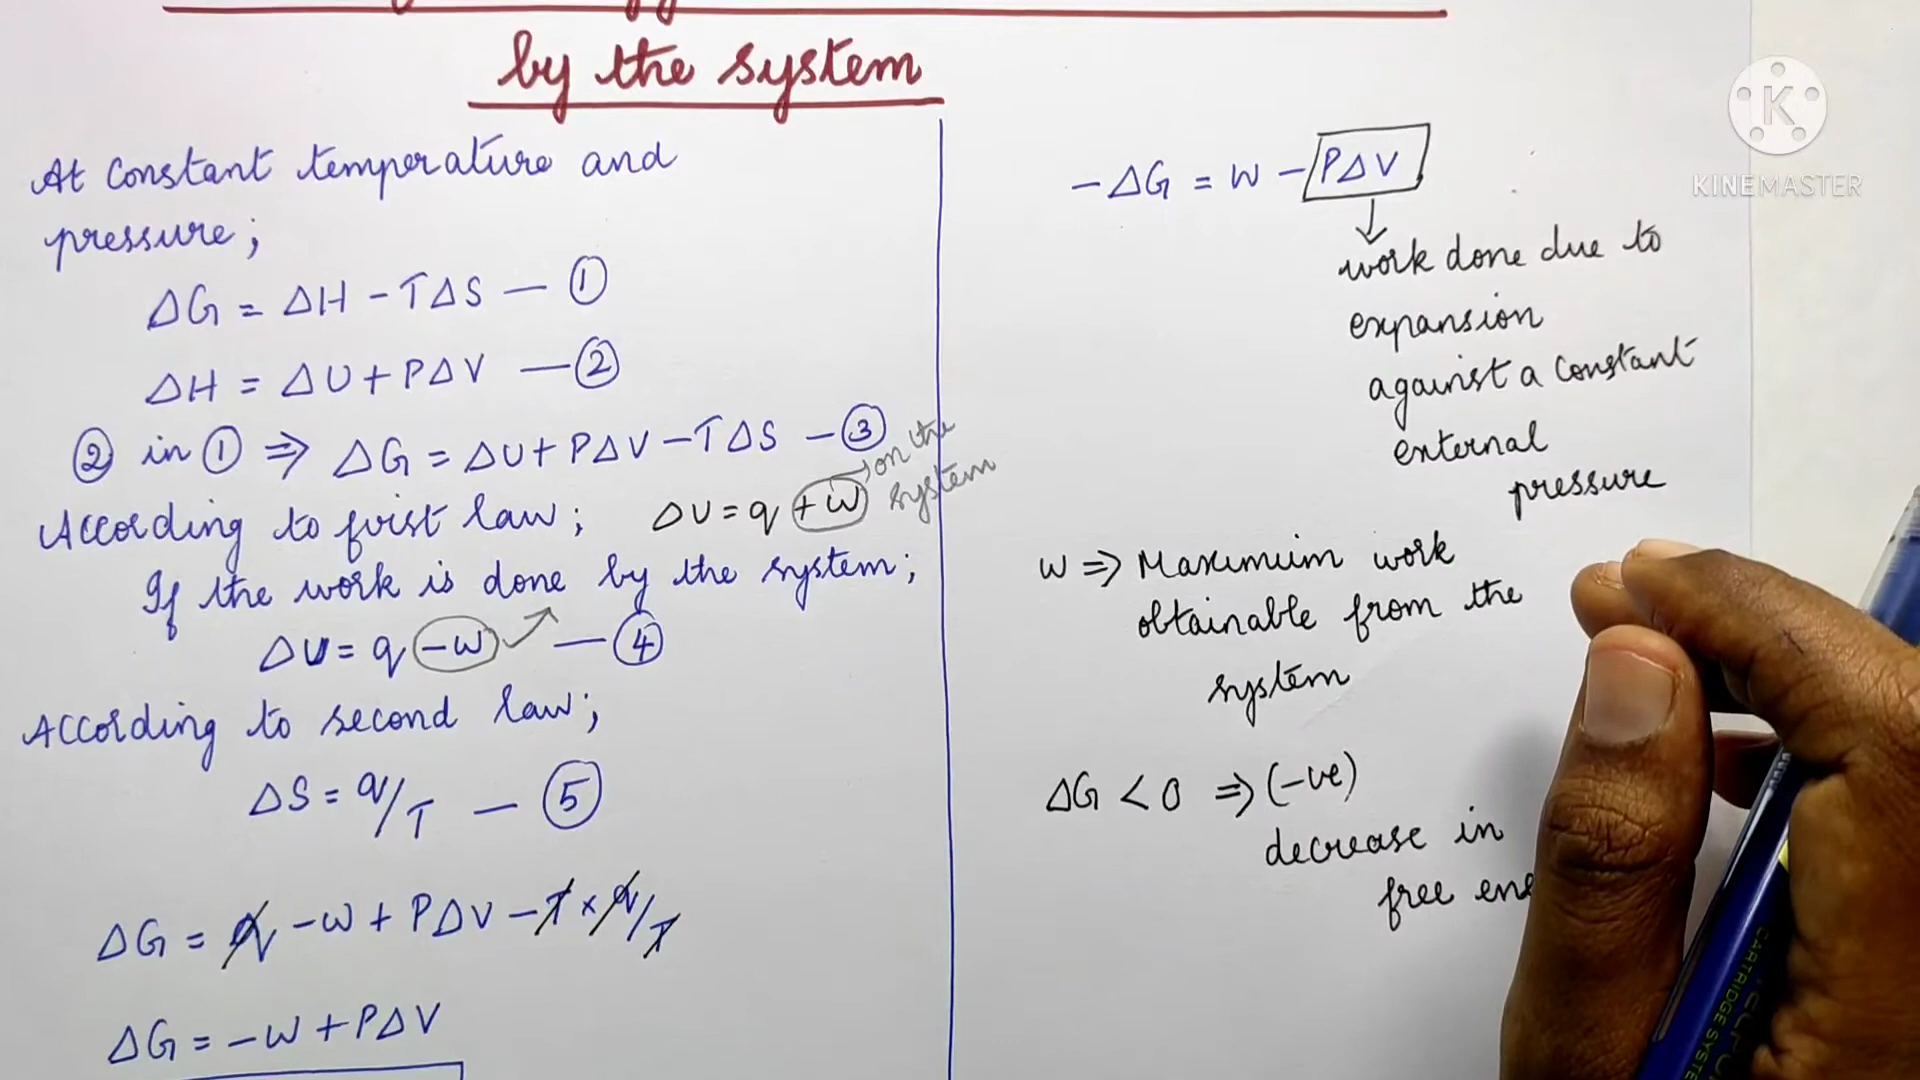 by the system
At constant temperature and
pressure;
ΔG = ΔH - TΔS — ①
ΔH = ΔU + PΔV — ②
② in ① ⇒ ΔG = ΔU + PΔV - TΔS — ③
According to first law; ΔU = q + w → on the system
If the work is done by the system;
ΔU = q - w — ④
According to second law;
ΔS = q/T — ⑤
ΔG = q - w + PΔV - T × q/T
ΔG = -w + PΔV
-ΔG = w - PΔV
work done due to
expansion
against a constant
external
pressure
w ⇒ Maximum work
obtainable from the
system
ΔG < 0 ⇒ (-ve)
decrease in
free ene
KINEMASTER
K
CARTRIDGE SYST